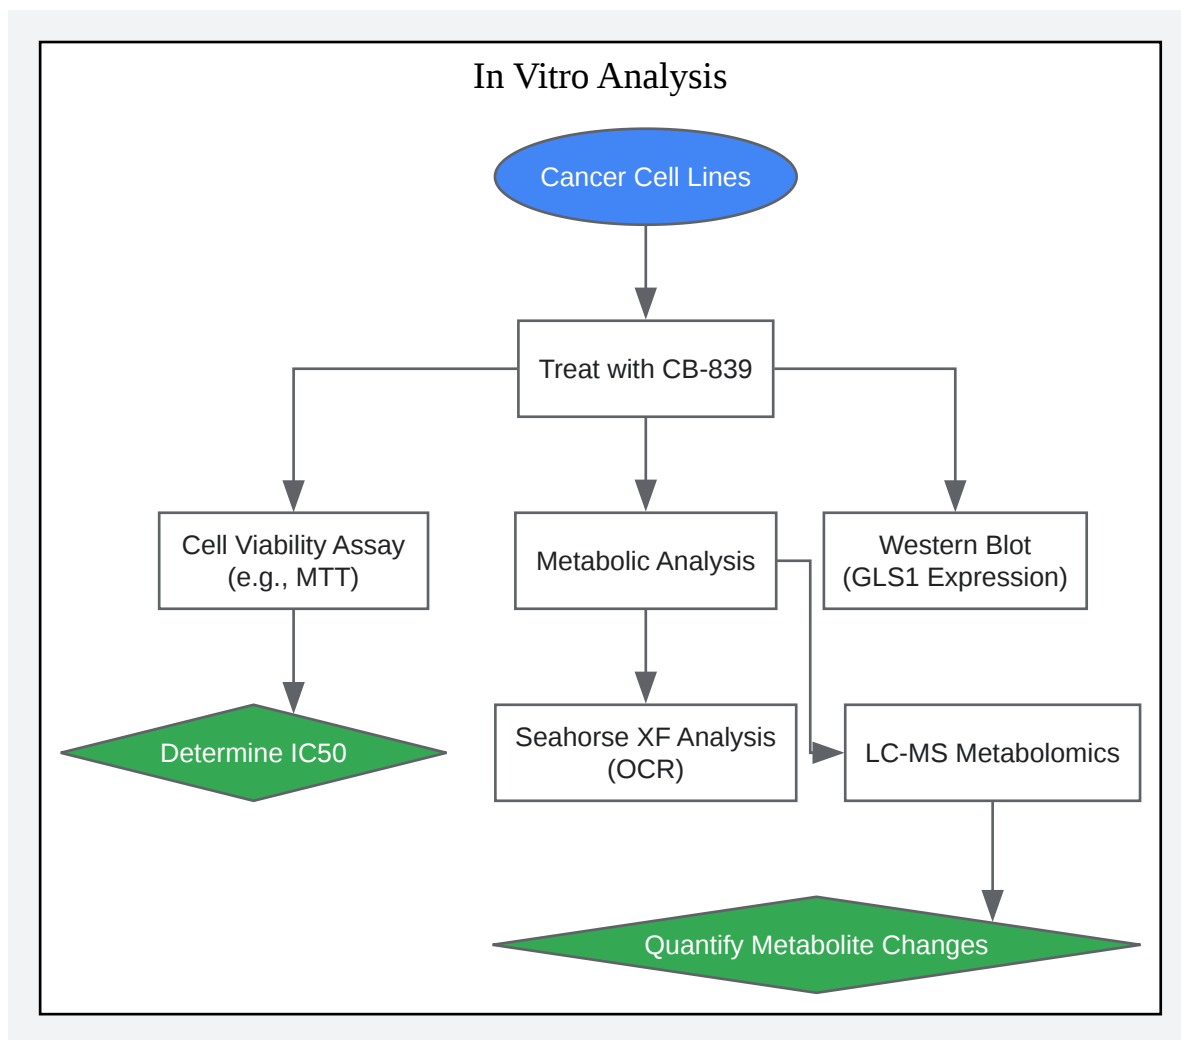 In Vitro Analysis
Cancer Cell Lines
Treat with CB-839
Cell Viability Assay
(e.g., MTT)
Metabolic Analysis
Western Blot
(GLS1 Expression)
Determine IC50
Seahorse XF Analysis
(OCR)
LC-MS Metabolomics
Quantify Metabolite Changes